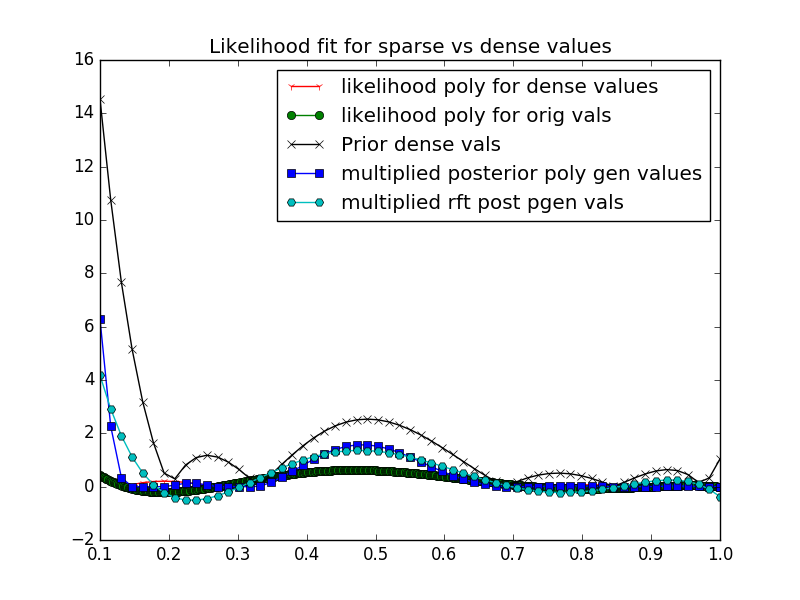 Likelihood fit for sparse vs dense values
16
14
12
10
8
6
4
2
0
−2
likelihood poly for dense values
likelihood poly for orig vals
Prior dense vals
multiplied posterior poly gen values
multiplied rft post pgen vals
0.1 0.2 0.3 0.4 0.5 0.6 0.7 0.8 0.9 1.0